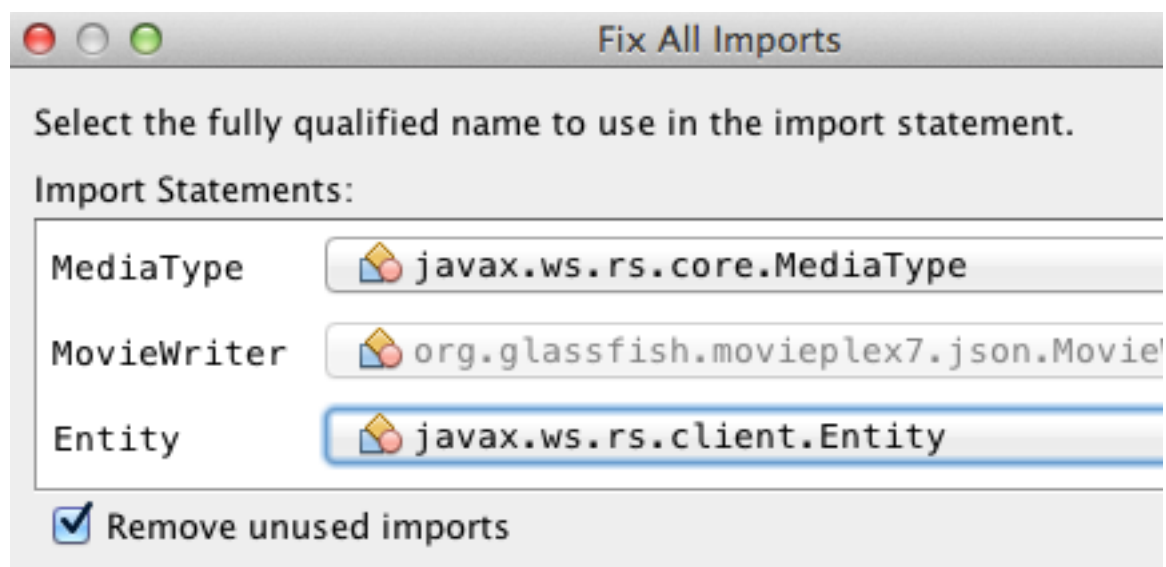 Fix All Imports
Select the fully qualified name to use in the import statement.
Import Statements:
MediaType javax.ws.rs.core.MediaType
MovieWriter org.glassfish.movieplex7.json.Movie
Entity javax.ws.rs.client.Entity
Remove unused imports